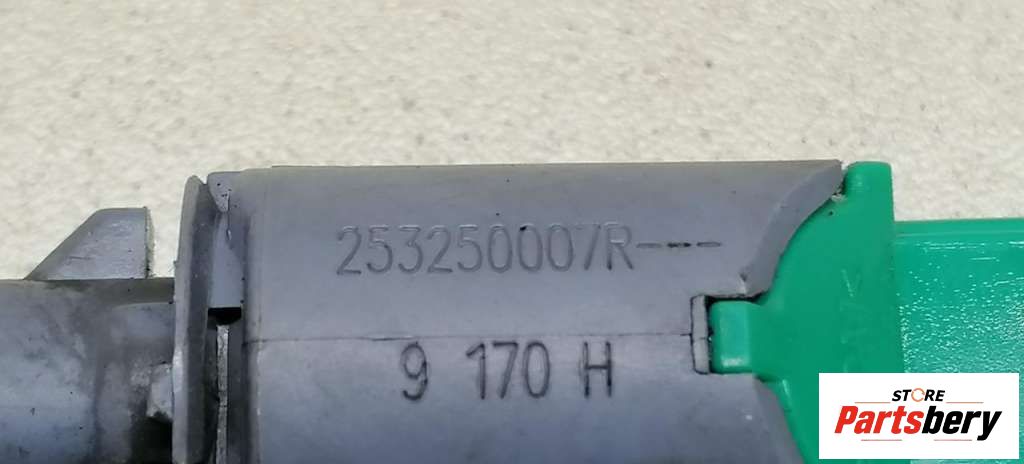 253250007R---
9 170 H
STORE
Partsbery